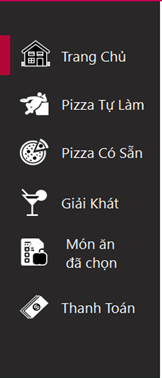 Trang Chủ
Pizza Tự Làm
Pizza Có Sẵn
Giải Khát
Món ăn
đã chọn
Thanh Toán